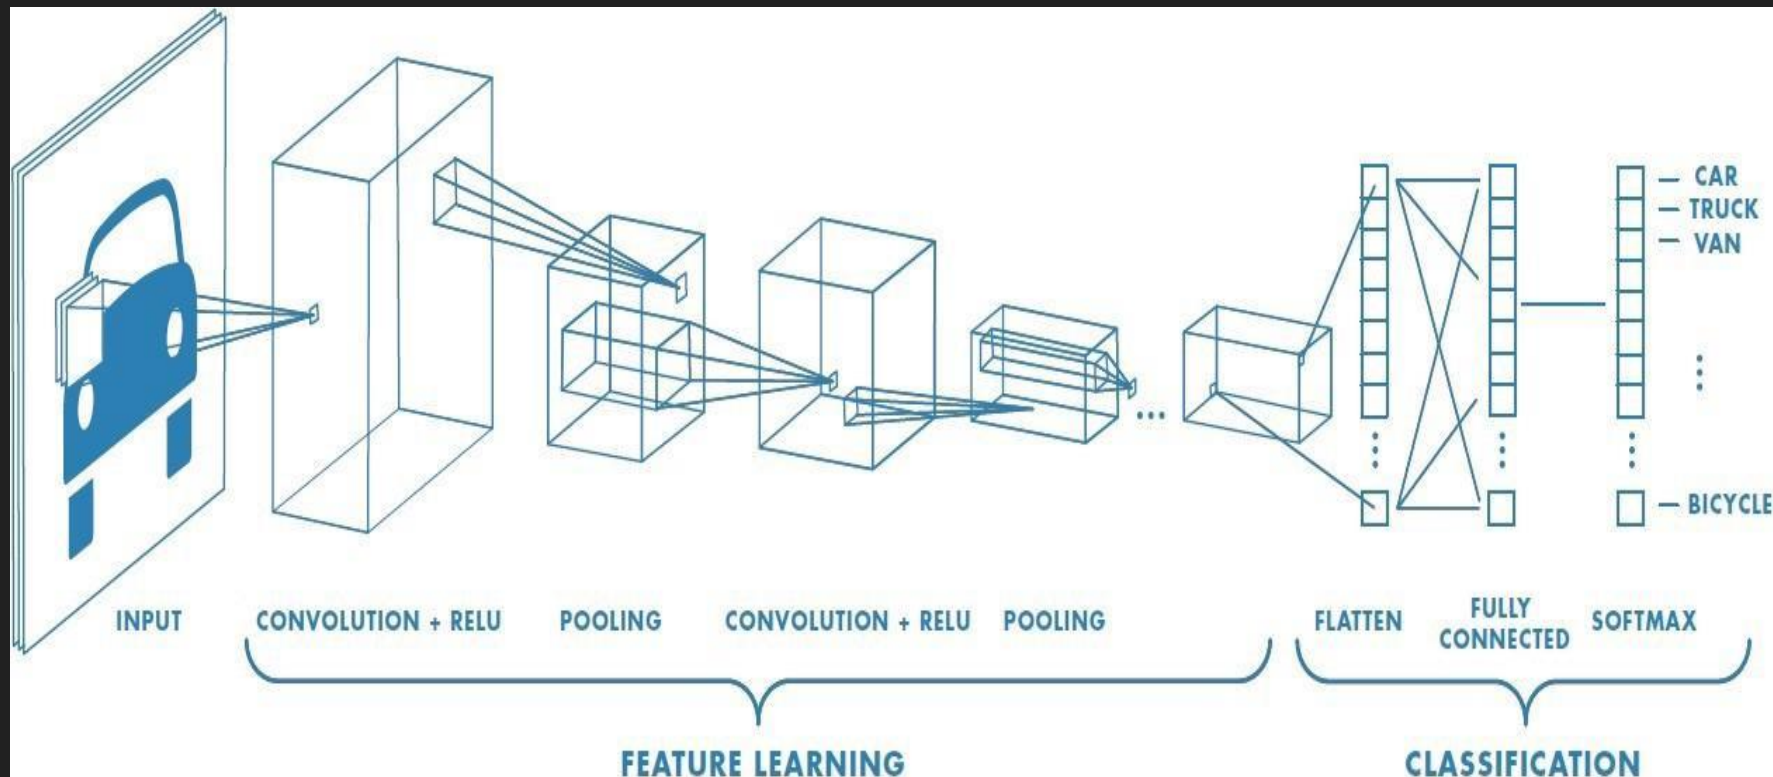 CAR
TRUCK
VAN
BICYCLE
INPUT
CONVOLUTION + RELU
POOLING
CONVOLUTION + RELU
POOLING
FLATTEN
FULLY
CONNECTED
SOFTMAX
FEATURE LEARNING
CLASSIFICATION